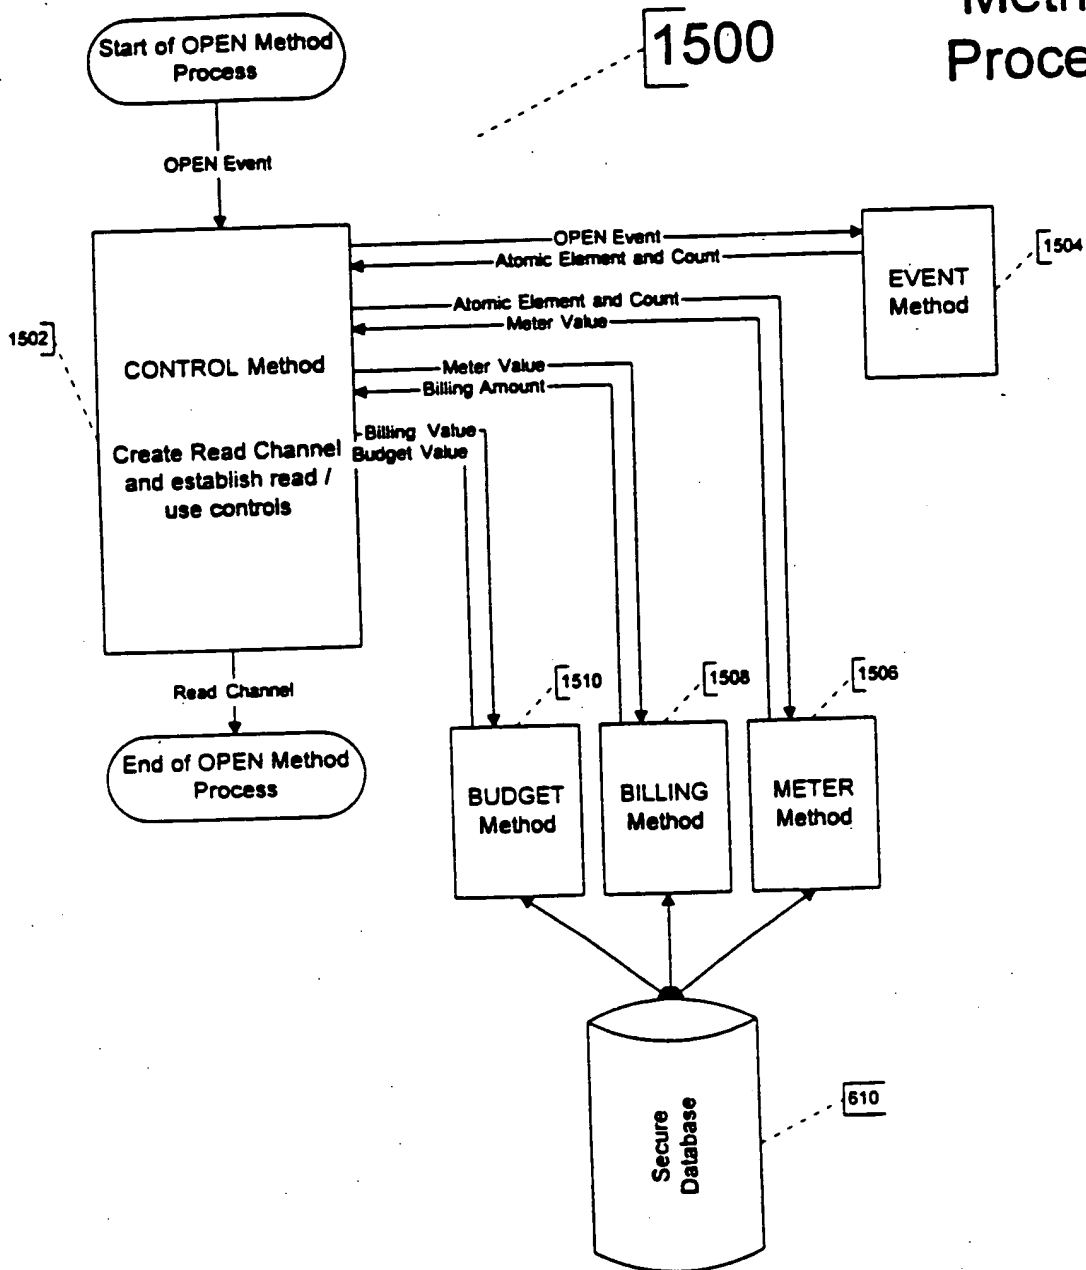 Start of OPEN Method
Process
1500
Proce
OPEN Event
OPEN Event
Atomic Element and Count
EVENT
Method
1504
Atomic Element and Count
Meter Value
1502
CONTROL Method
Meter Value
Billing Amount
Create Read Channel
and establish read /
use controls
Billing Value
Budget Value
Read Channel
1510
1508
1506
End of OPEN Method
Process
BUDGET
Method
BILLING
Method
METER
Method
Secure
Database
610